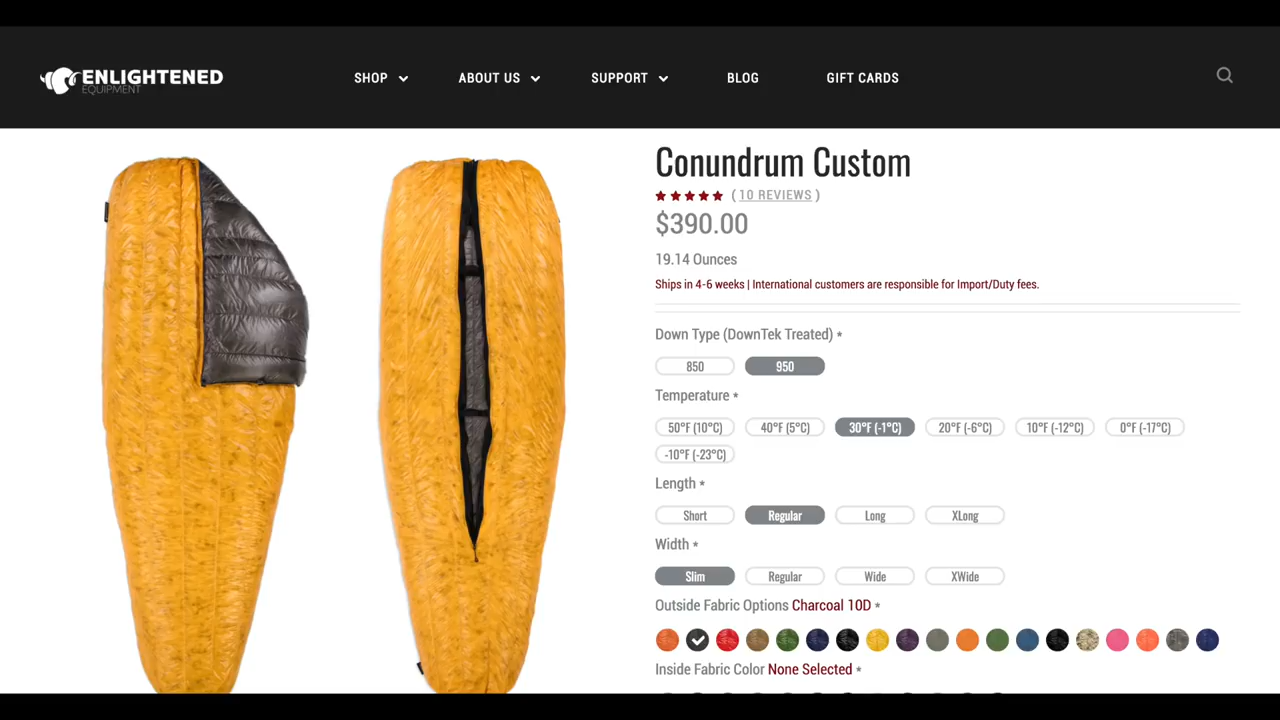 ENLIGHTENED
EQUIPMENT
SHOP ABOUT US SUPPORT BLOG GIFT CARDS
Conundrum Custom
( 10 REVIEWS )
$390.00
19.14 Ounces
Ships in 4-6 weeks | International customers are responsible for Import/Duty fees.
Down Type (DownTek Treated) *
850 950
Temperature *
50°F (10°C) 40°F (5°C) 30°F (-1°C) 20°F (-6°C) 10°F (-12°C) 0°F (-17°C)
-10°F (-23°C)
Length *
Short Regular Long XLong
Width *
Slim Regular Wide XWide
Outside Fabric Options Charcoal 10D *
Inside Fabric Color None Selected *